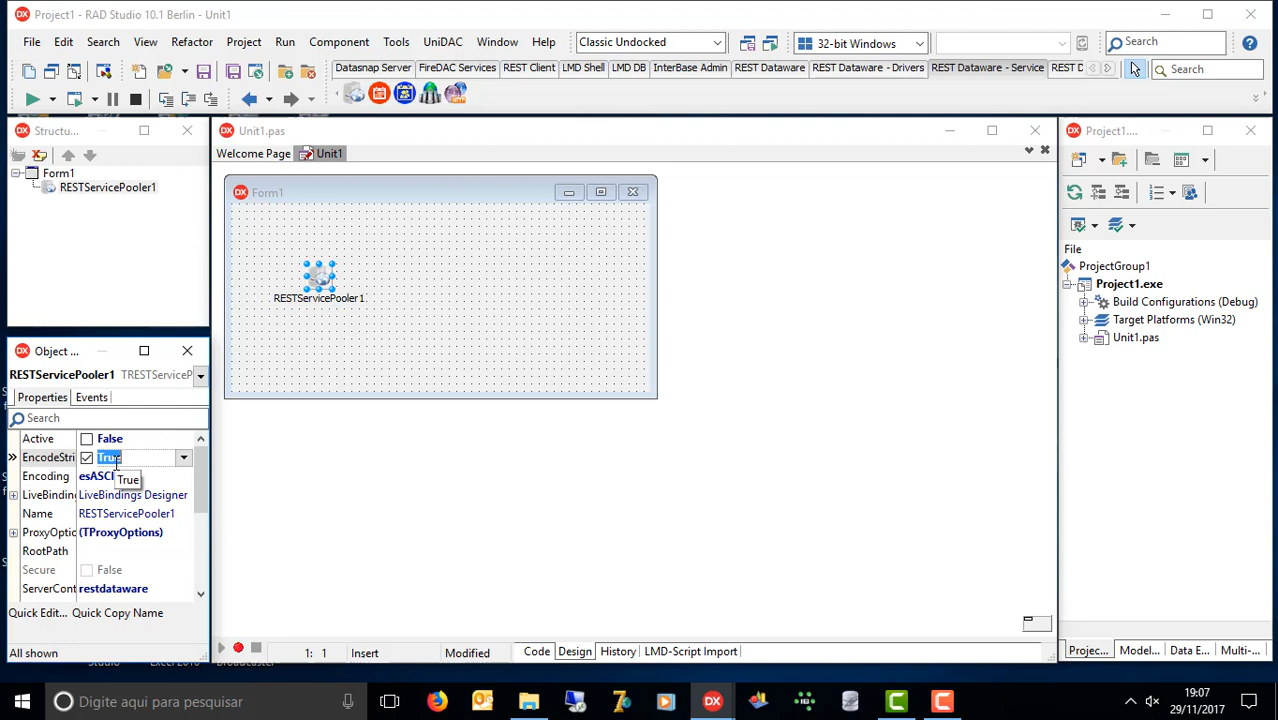 Project1 - RAD Studio 10.1 Berlin - Unit1
File Edit Search View Refactor Project Run Component Tools UniDAC Window Help
Classic Undocked
32-bit Windows
Search
Datasnap Server FireDAC Services REST Client LMD Shell LMD DB InterBase Admin REST Dataware REST Dataware - Drivers REST Dataware - Service REST D
Search
Structu...
Form1
RESTServicePooler1
Unit1.pas
Welcome Page Unit1
Form1
RESTServicePooler1
Object ...
RESTServicePooler1 TRESTServiceP
Properties Events
Search
Active False
EncodeStri True
Encoding esASCI
True
LiveBinding LiveBindings Designer
Name RESTServicePooler1
ProxyOptic (TProxyOptions)
RootPath
Secure False
ServerCont restdataware
Quick Edit... Quick Copy Name
All shown
1: 1 Insert Modified
Code Design History LMD-Script Import
Project1....
File
ProjectGroup1
Project1.exe
Build Configurations (Debug)
Target Platforms (Win32)
Unit1.pas
Projec... Model... Data E... Multi-...
Studio Excel 2010 Broadcaster
Digite aqui para pesquisar
19:07
29/11/2017